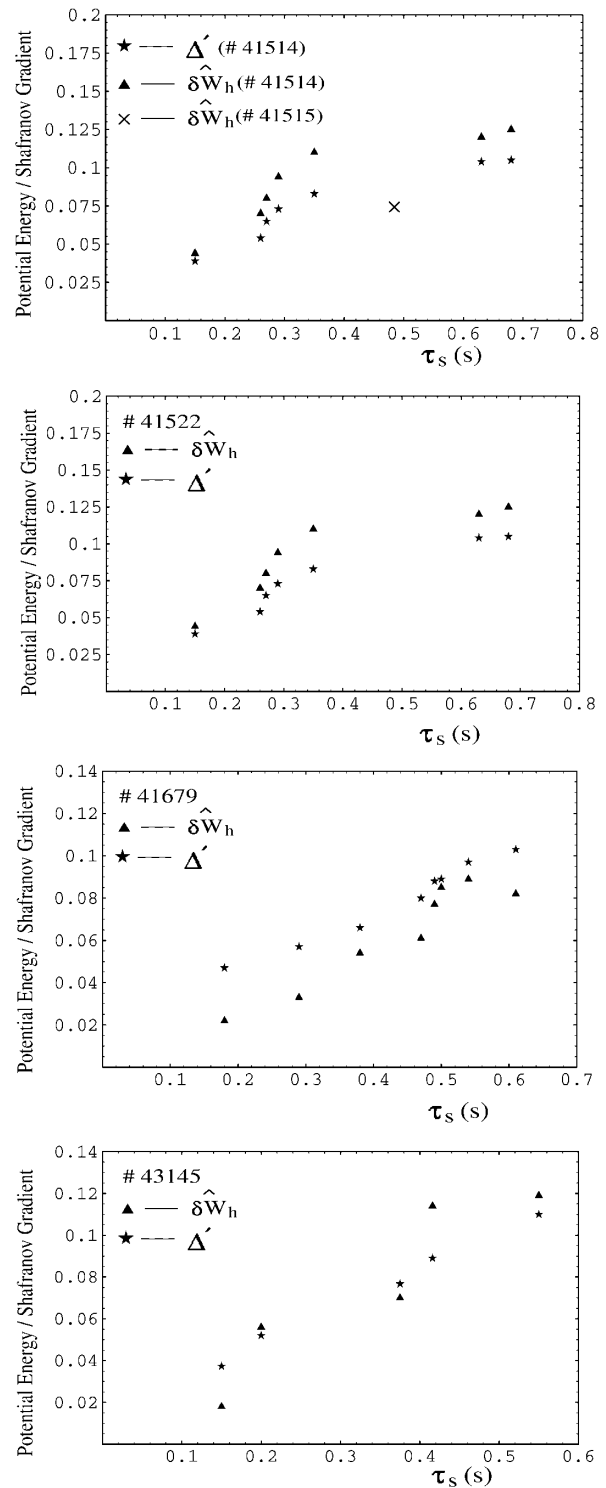 0.2
0.175
0.15
0.125
0.1
0.075
0.05
0.025
Potential Energy / Shafranov Gradient
★ — Δ′ (# 41514)
▲ — δŴh (# 41514)
× — δŴh (# 41515)
0.1 0.2 0.3 0.4 0.5 0.6 0.7 0.8
τs (s)
0.2
0.175
0.15
0.125
0.1
0.075
0.05
0.025
Potential Energy / Shafranov Gradient
# 41522
▲ — δŴh
★ — Δ′
0.1 0.2 0.3 0.4 0.5 0.6 0.7 0.8
τs (s)
0.14
0.12
0.1
0.08
0.06
0.04
0.02
Potential Energy / Shafranov Gradient
# 41679
▲ — δŴh
★ — Δ′
0.1 0.2 0.3 0.4 0.5 0.6 0.7
τs (s)
0.14
0.12
0.1
0.08
0.06
0.04
0.02
Potential Energy / Shafranov Gradient
# 43145
▲ — δŴh
★ — Δ′
0.1 0.2 0.3 0.4 0.5 0.6
τs (s)